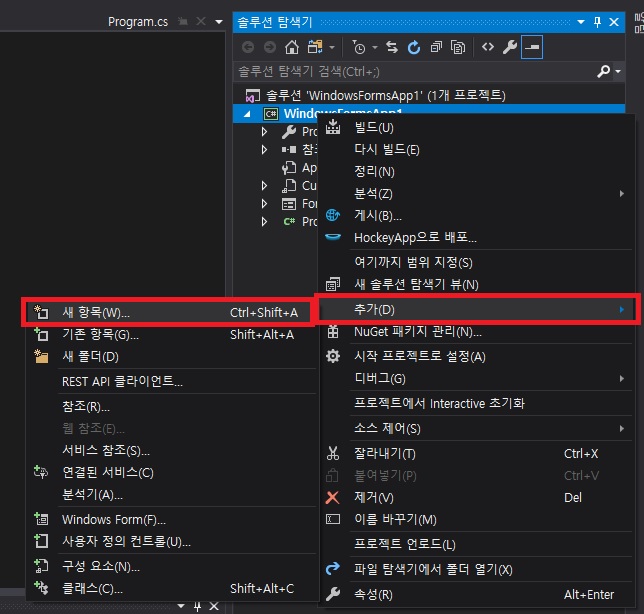 Program.cs
솔루션 탐색기
솔루션 탐색기 검색(Ctrl+;)
솔루션 'WindowsFormsApp1' (1개 프로젝트)
C# WindowsFormsApp1
Pro
참조
Ap
Cu
For
C# Pro
빌드(U)
다시 빌드(E)
정리(N)
분석(Z)
게시(B)...
HockeyApp으로 배포...
여기까지 범위 지정(S)
새 솔루션 탐색기 뷰(N)
추가(D)
NuGet 패키지 관리(N)...
시작 프로젝트로 설정(A)
디버그(G)
프로젝트에서 Interactive 초기화
소스 제어(S)
잘라내기(T) Ctrl+X
붙여넣기(P) Ctrl+V
제거(V) Del
이름 바꾸기(M)
프로젝트 언로드(L)
파일 탐색기에서 폴더 열기(X)
속성(R) Alt+Enter
새 항목(W)... Ctrl+Shift+A
기존 항목(G)... Shift+Alt+A
새 폴더(D)
REST API 클라이언트...
참조(R)...
웹 참조(E)...
서비스 참조(S)...
연결된 서비스(C)
분석기(A)...
Windows Form(F)...
사용자 정의 컨트롤(U)...
구성 요소(N)...
클래스(C)... Shift+Alt+C